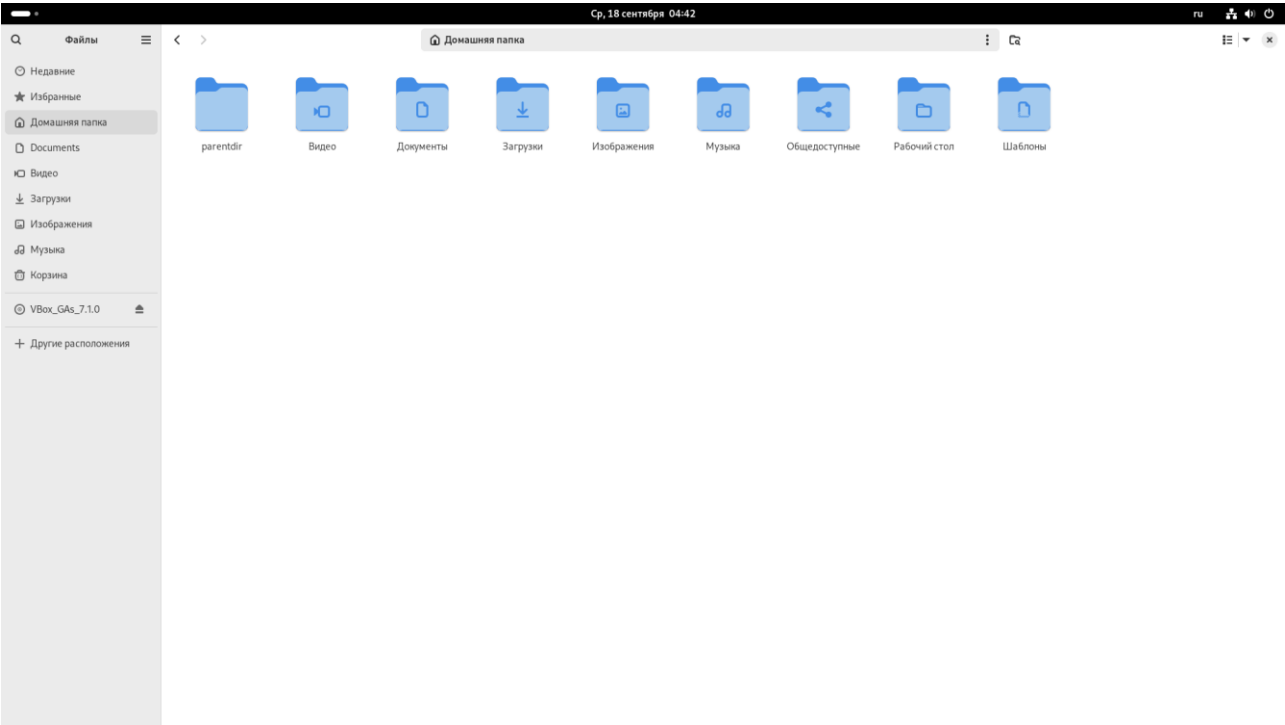 Ср, 18 сентября 04:42
ru
Файлы
Домашняя папка
Недавние
Избранные
Домашняя папка
Documents
Видео
Загрузки
Изображения
Музыка
Корзина
VBox_GAs_7.1.0
Другие расположения
parentdir
Видео
Документы
Загрузки
Изображения
Музыка
Общедоступные
Рабочий стол
Шаблоны